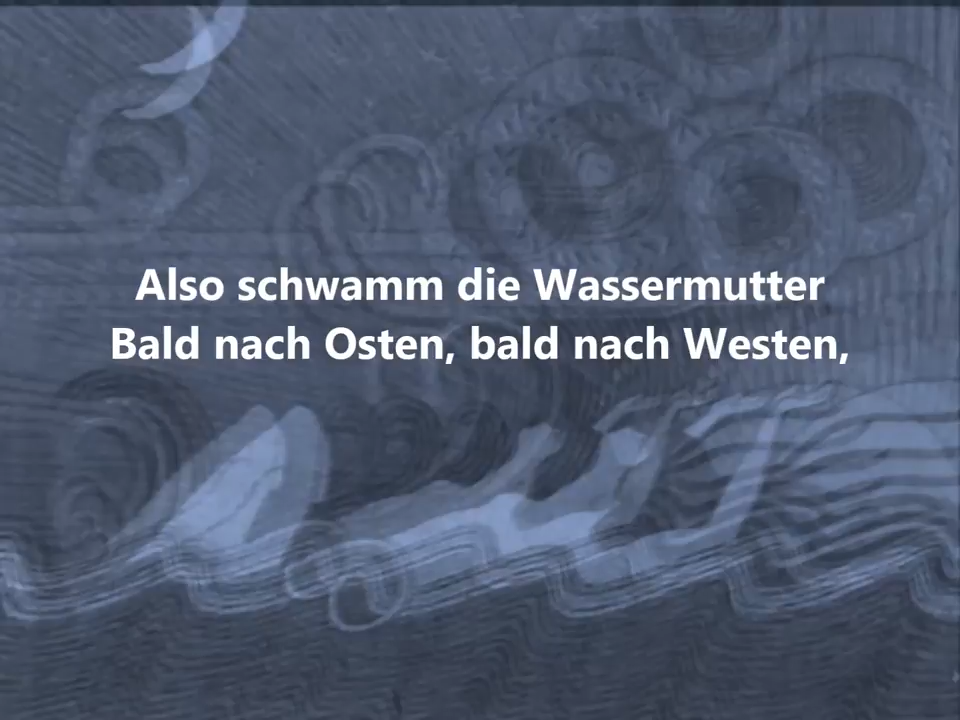 Also schwamm die Wassermutter
Bald nach Osten, bald nach Westen,